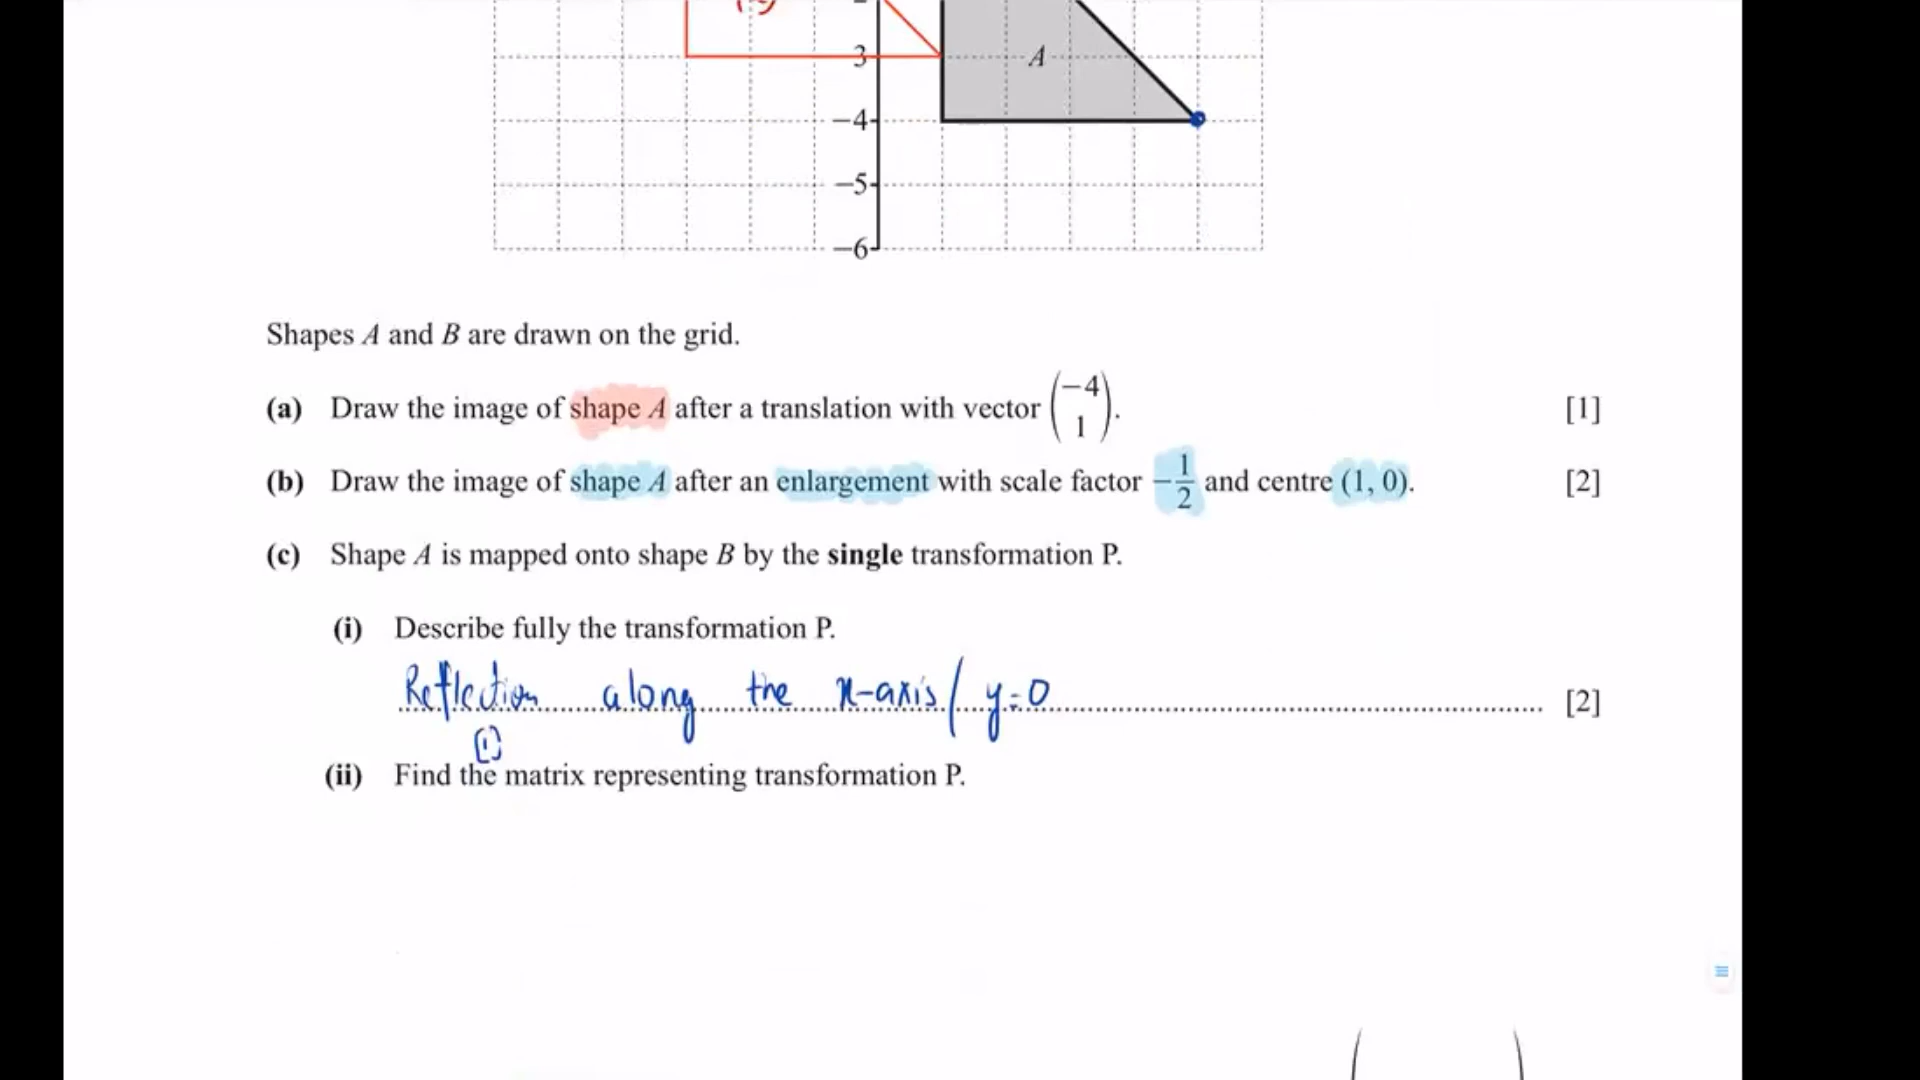 3
A
−4
−5
−6
Shapes A and B are drawn on the grid.
(a) Draw the image of shape A after a translation with vector (−4 1). [1]
(b) Draw the image of shape A after an enlargement with scale factor −1/2 and centre (1, 0). [2]
(c) Shape A is mapped onto shape B by the single transformation P.
(i) Describe fully the transformation P.
Reflection along the x-axis / y=0 [2]
(1)
(ii) Find the matrix representing transformation P.